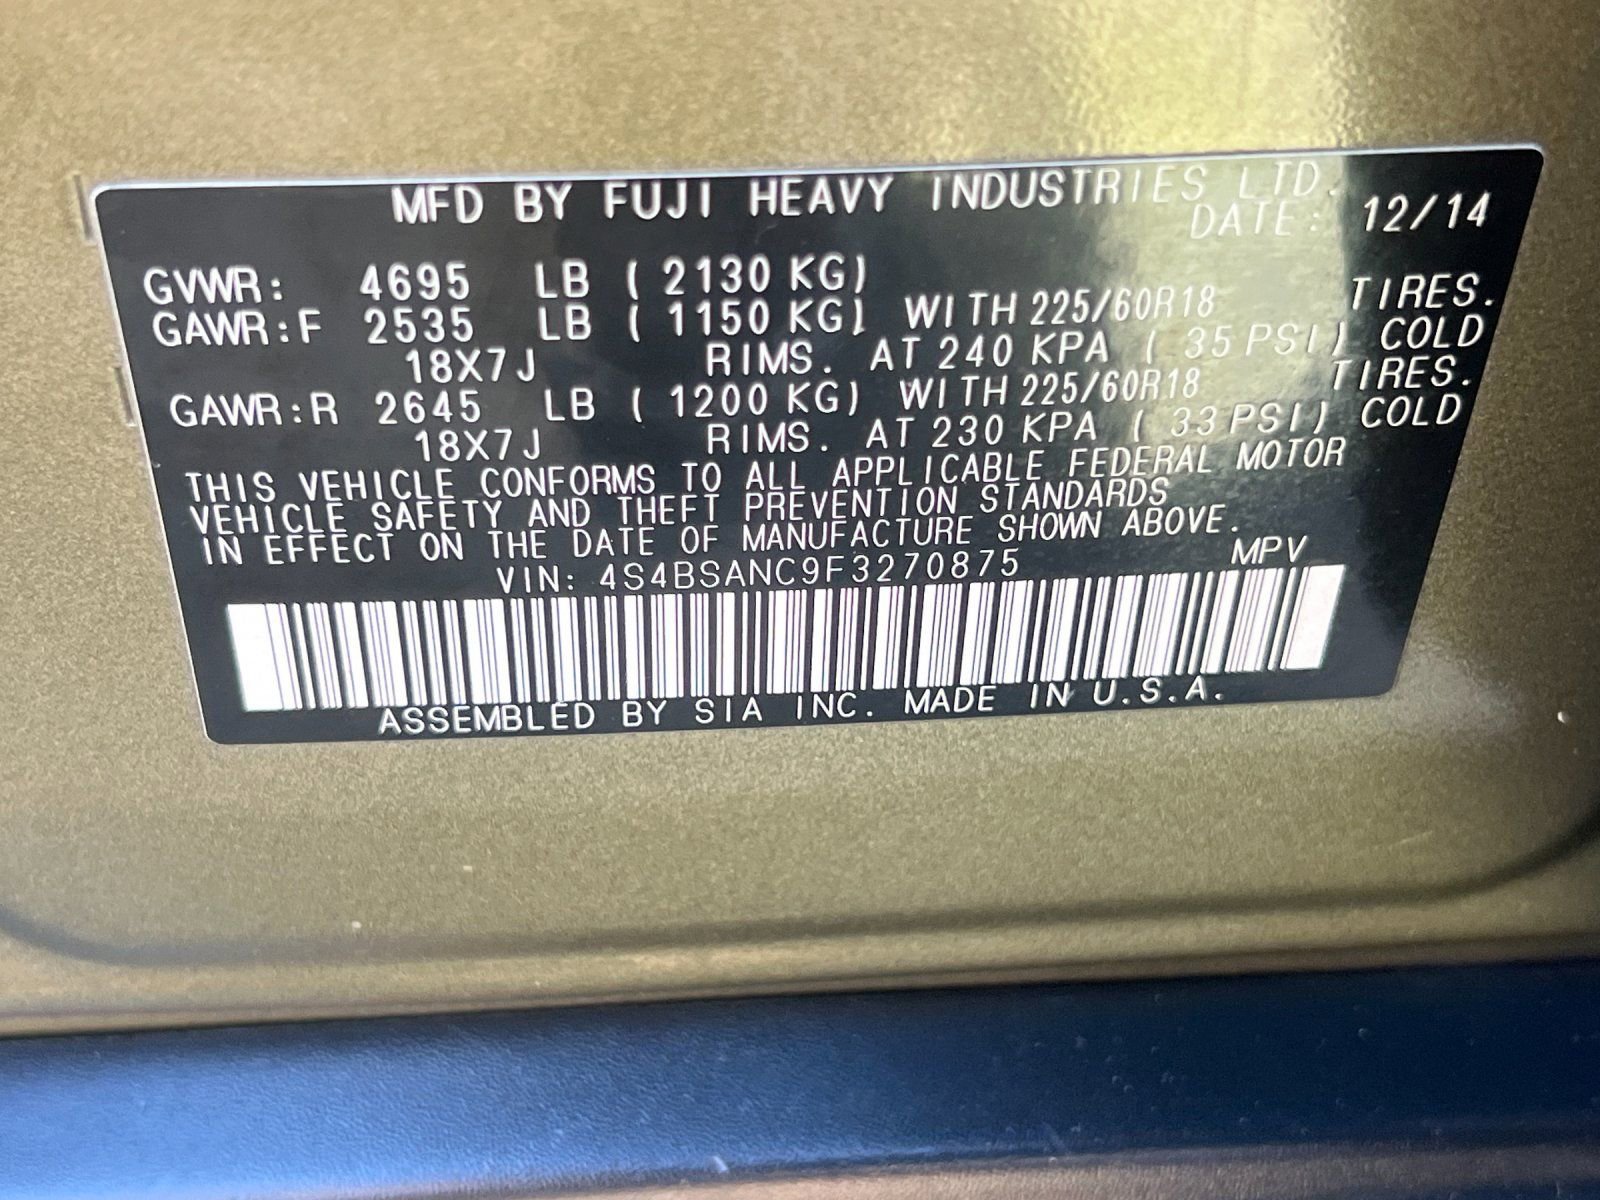 MFD BY FUJI HEAVY INDUSTRIES LTD.
DATE: 12/14
GVWR: 4695 LB ( 2130 KG)
GAWR:F 2535 LB ( 1150 KG) WITH 225/60R18 TIRES.
18X7J RIMS. AT 240 KPA ( 35 PSI) COLD
GAWR:R 2645 LB ( 1200 KG) WITH 225/60R18 TIRES.
18X7J RIMS. AT 230 KPA ( 33 PSI) COLD
THIS VEHICLE CONFORMS TO ALL APPLICABLE FEDERAL MOTOR
VEHICLE SAFETY AND THEFT PREVENTION STANDARDS
IN EFFECT ON THE DATE OF MANUFACTURE SHOWN ABOVE.
VIN: 4S4BSANC9F3270875 MPV
ASSEMBLED BY SIA INC. MADE IN U.S.A.